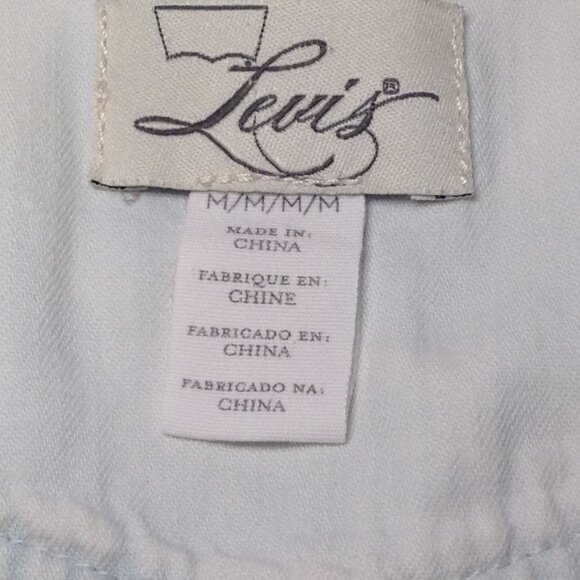 Levi's®
M/M/M/M
MADE IN:
CHINA
FABRIQUE EN:
CHINE
FABRICADO EN:
CHINA
FABRICADO NA:
CHINA